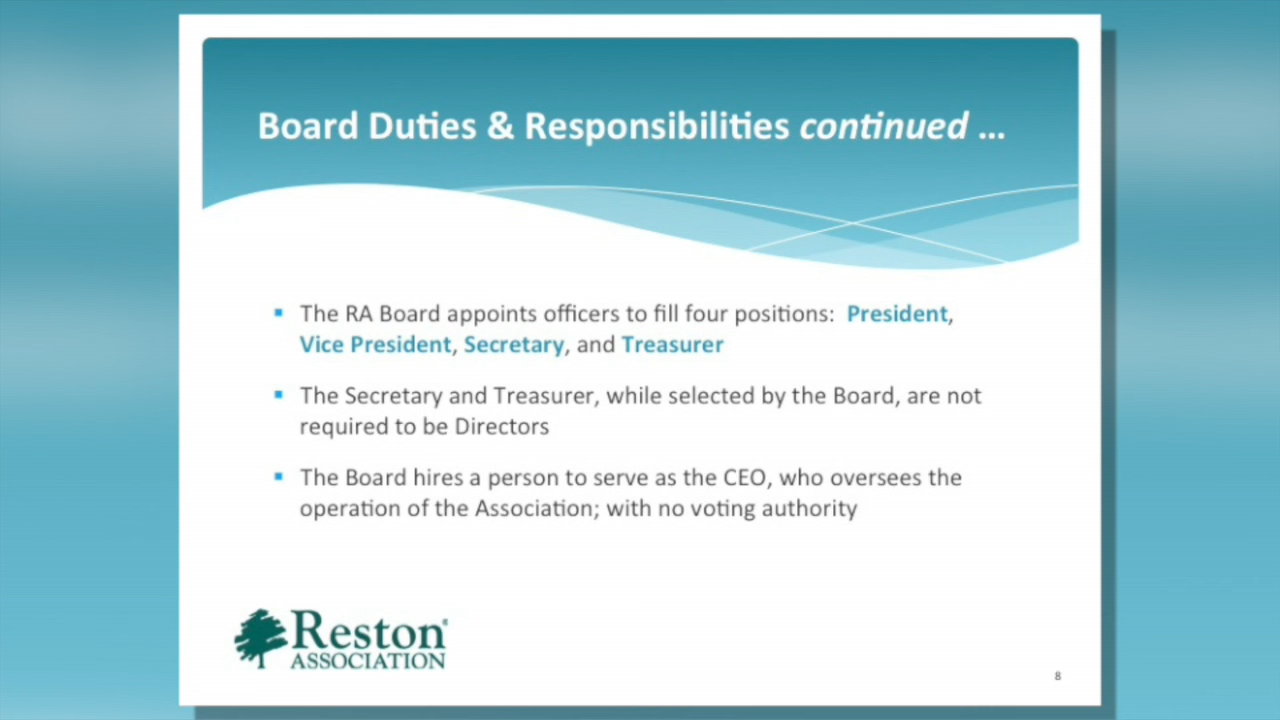 Board Duties & Responsibilities continued ...
▪ The RA Board appoints officers to fill four positions: President,
Vice President, Secretary, and Treasurer
▪ The Secretary and Treasurer, while selected by the Board, are not
required to be Directors
▪ The Board hires a person to serve as the CEO, who oversees the
operation of the Association; with no voting authority
Reston
ASSOCIATION
8